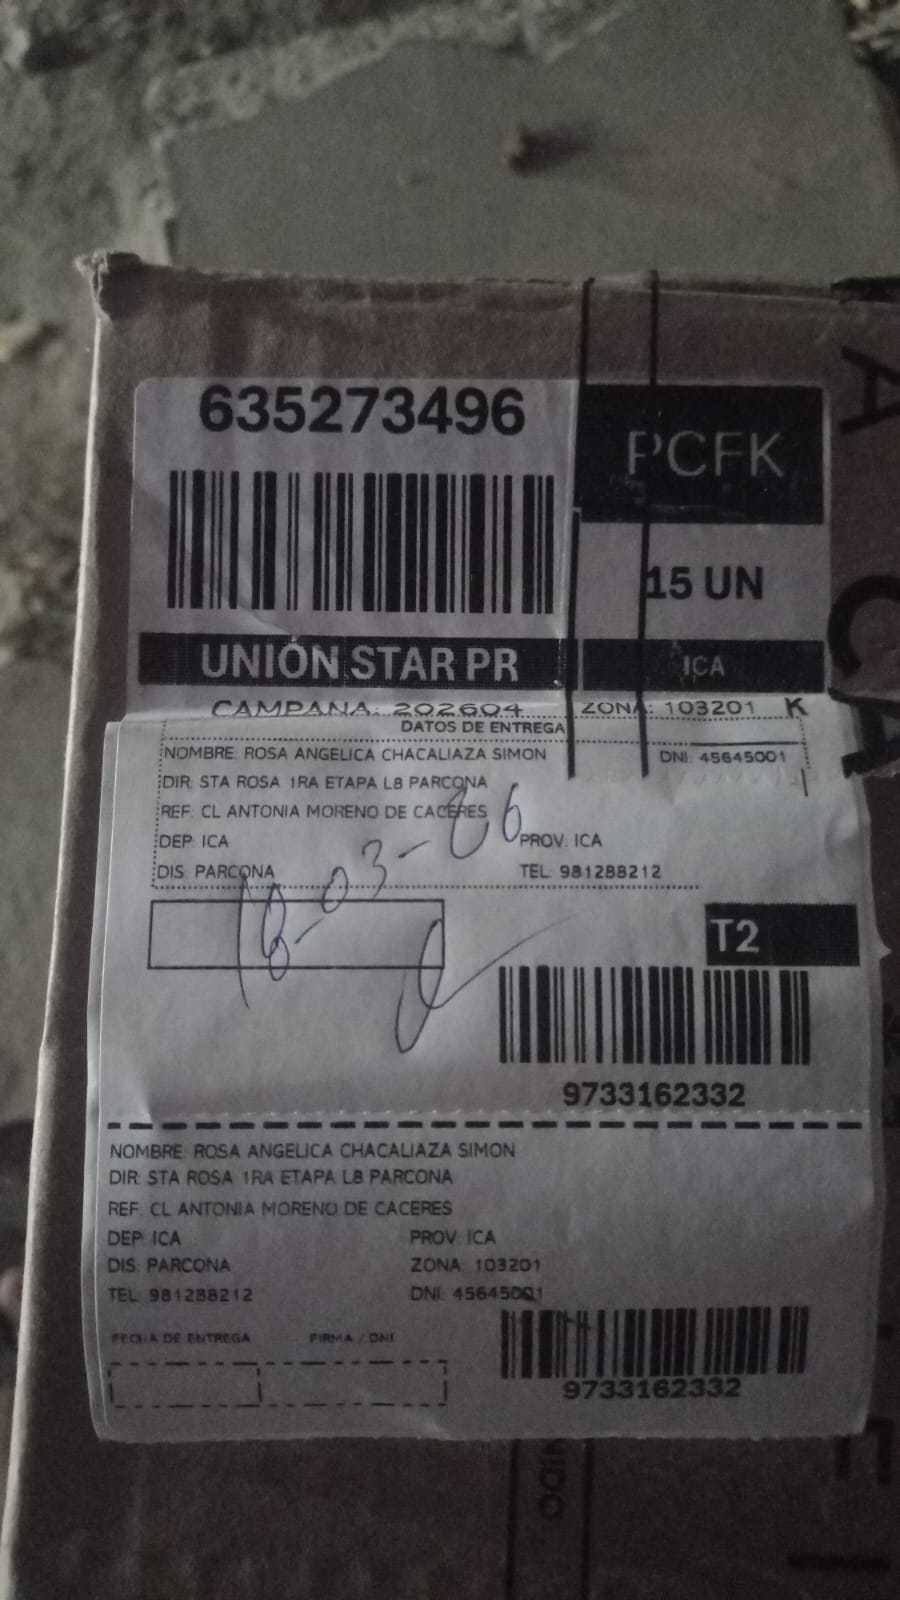 635273496
PCFK
15 UN
UNIÓN STAR PR
ICA
CAMPAÑA: 202604
ZONA: 103201 K
DATOS DE ENTREGA
NOMBRE: ROSA ANGELICA CHACALIAZA SIMON DNI: 45645001
DIR: STA ROSA 1RA ETAPA L8 PARCONA
REF: CL ANTONIA MORENO DE CACERES
DEP: ICA PROV: ICA
DIS: PARCONA TEL: 981288212
18-03-26
T2
9733162332
NOMBRE: ROSA ANGELICA CHACALIAZA SIMON
DIR: STA ROSA 1RA ETAPA L8 PARCONA
REF: CL ANTONIA MORENO DE CACERES
DEP: ICA PROV: ICA
DIS: PARCONA ZONA: 103201
TEL: 981288212 DNI: 45645001
FECHA DE ENTREGA FIRMA / DNI
9733162332